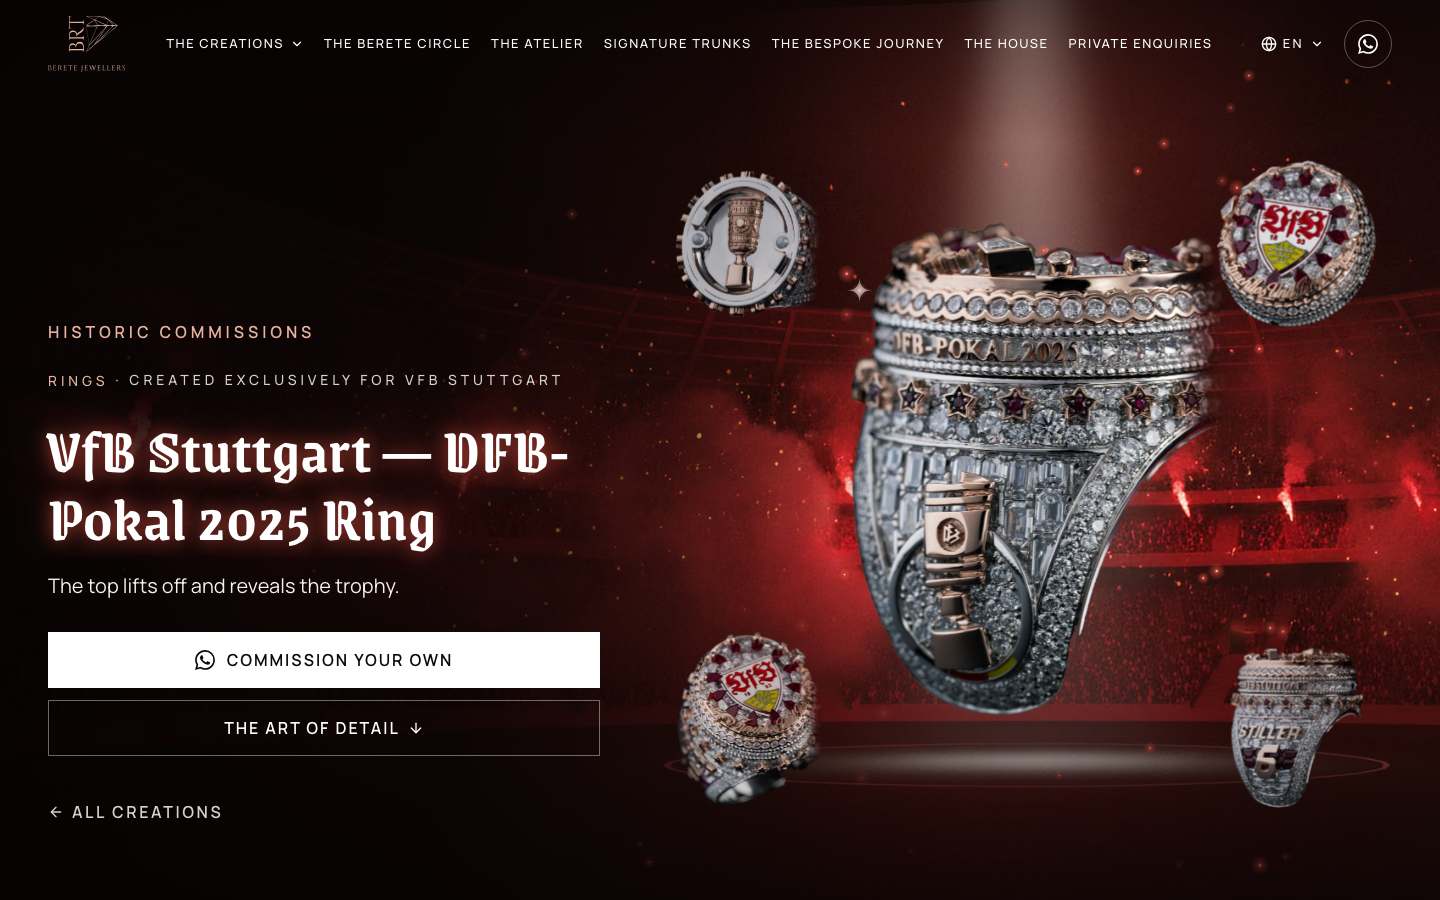 BRT
BERETE JEWELLERS
THE CREATIONS
THE BERETE CIRCLE
THE ATELIER
SIGNATURE TRUNKS
THE BESPOKE JOURNEY
THE HOUSE
PRIVATE ENQUIRIES
EN
HISTORIC COMMISSIONS
RINGS · CREATED EXCLUSIVELY FOR VFB STUTTGART
VfB Stuttgart — DFB-
Pokal 2025 Ring
The top lifts off and reveals the trophy.
COMMISSION YOUR OWN
THE ART OF DETAIL ↓
← ALL CREATIONS
DFB-POKAL 2025
VfB
VfB
STILLER
6